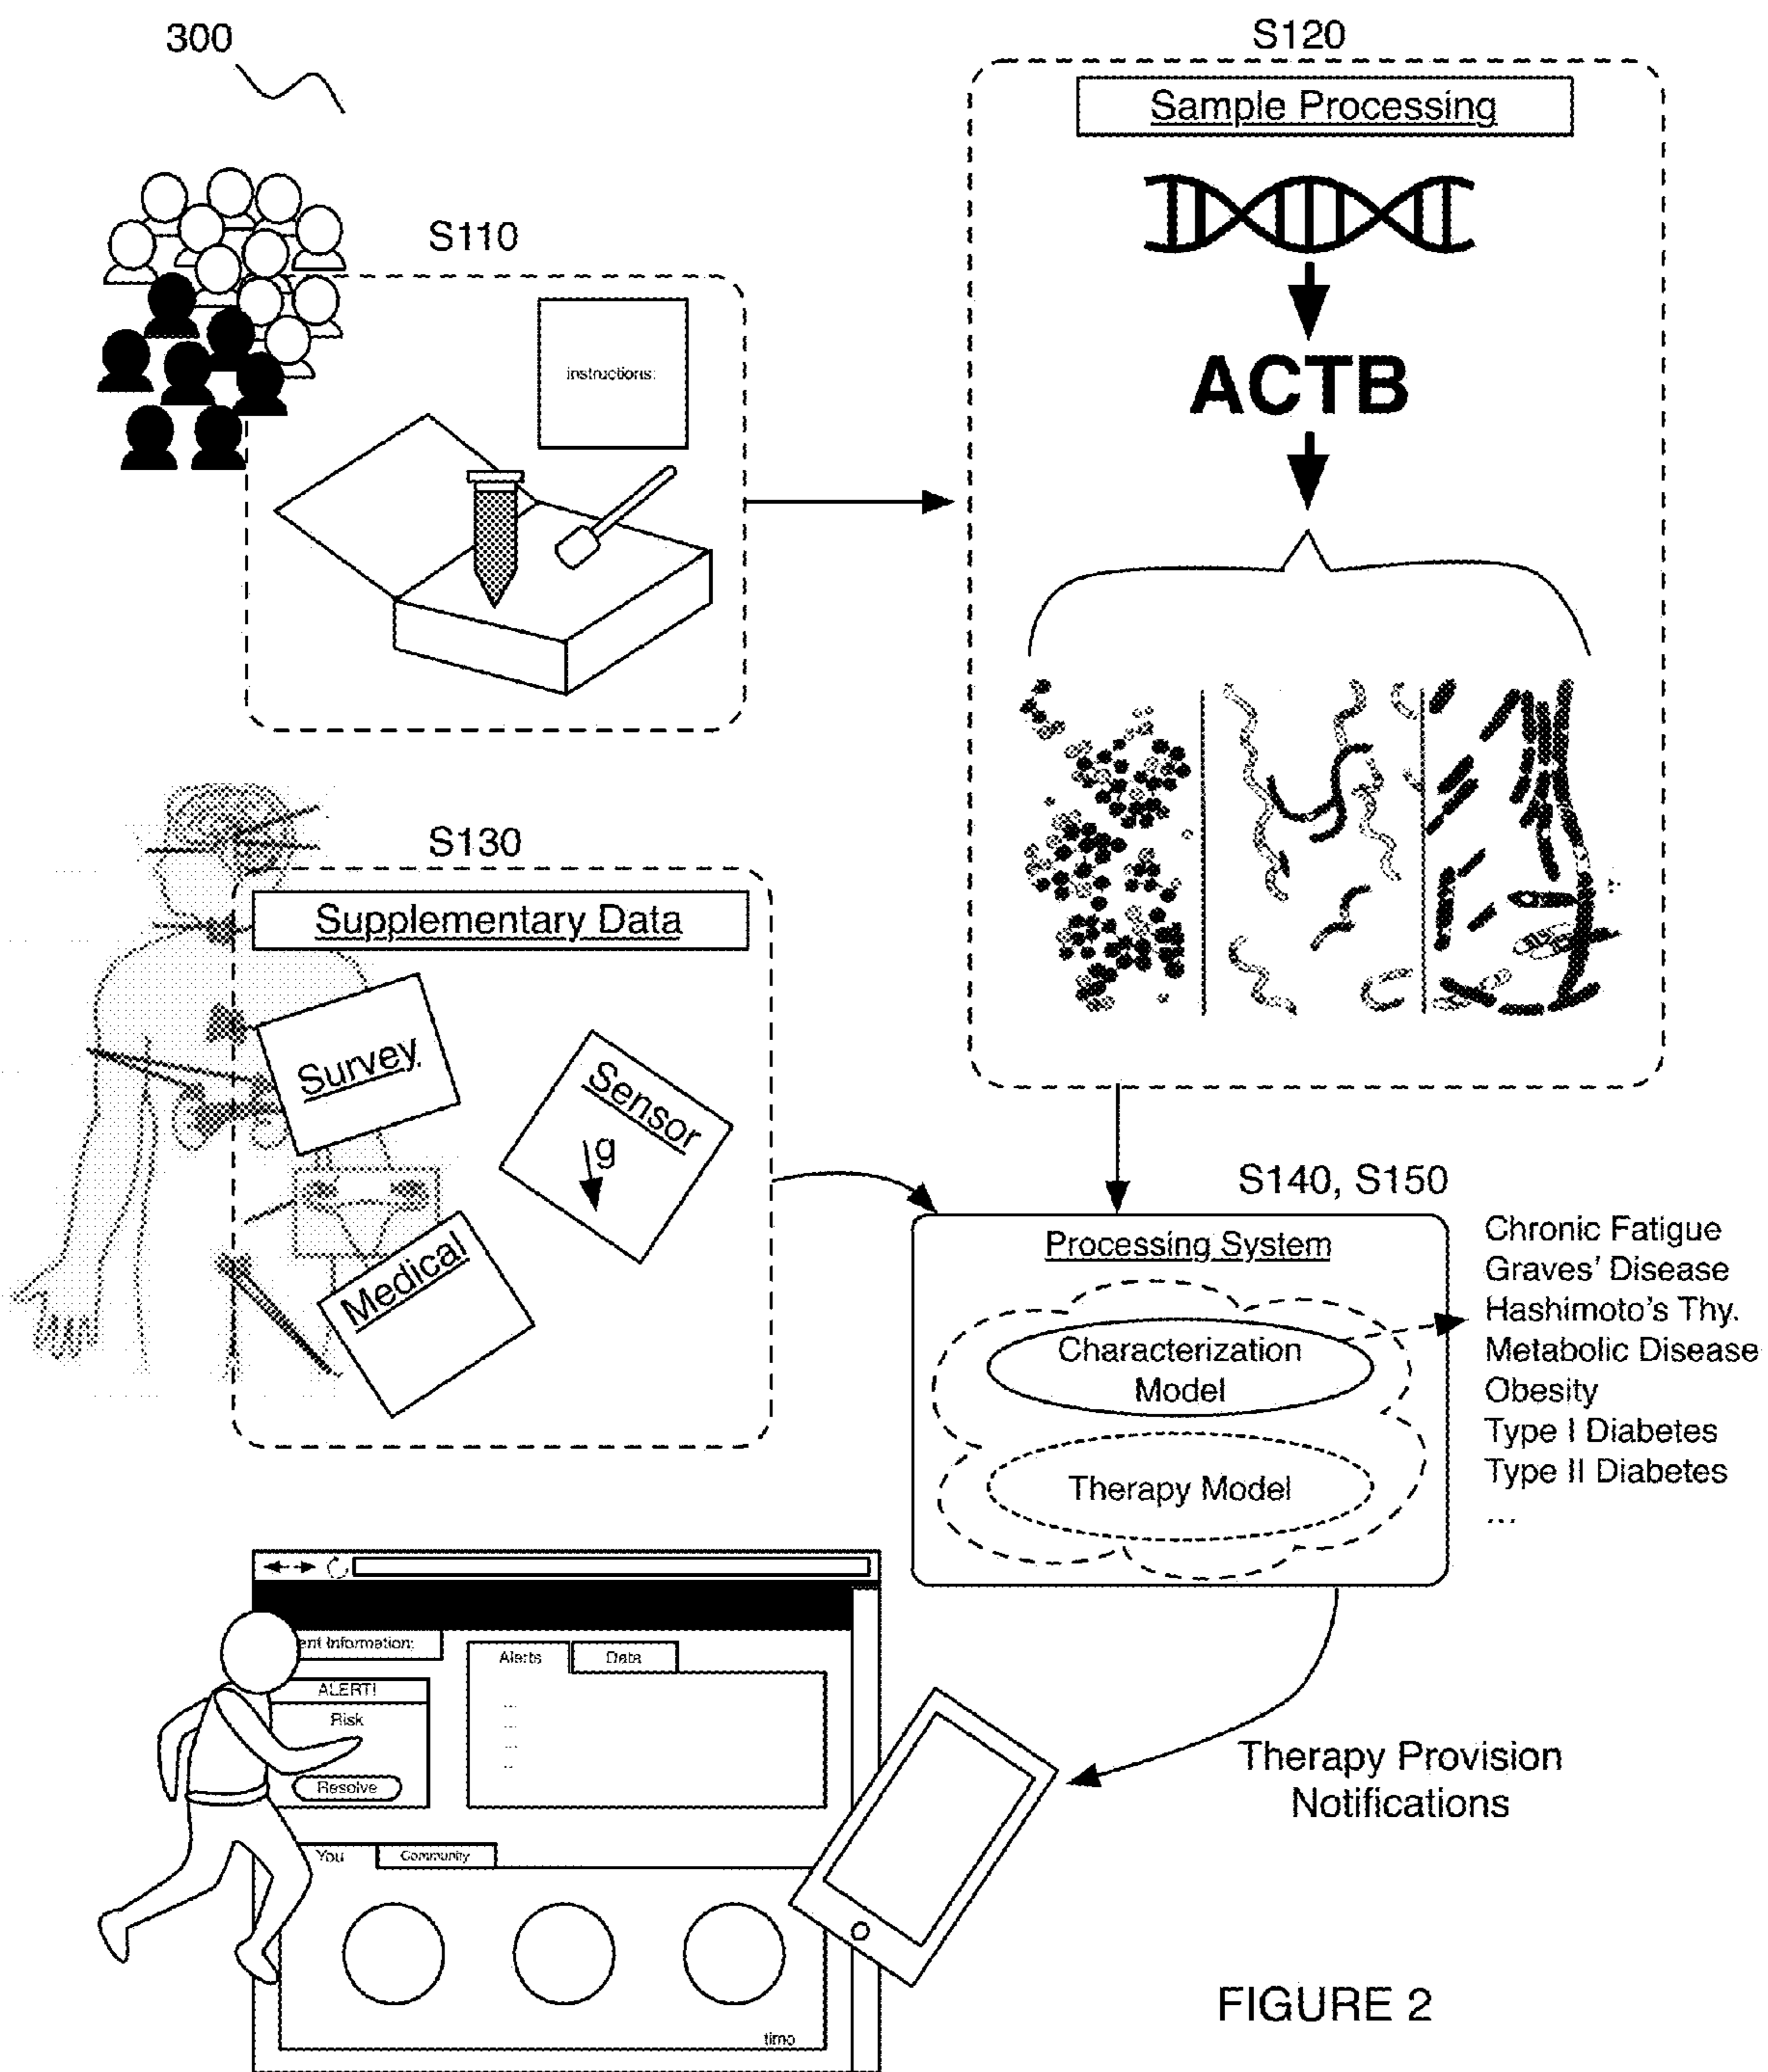 300
S110
instructions:
S120
Sample Processing
ACTB
S130
Supplementary Data
Survey
Sensor
g
Medical
S140, S150
Processing System
Characterization
Model
Therapy Model
Chronic Fatigue
Graves' Disease
Hashimoto's Thy.
Metabolic Disease
Obesity
Type I Diabetes
Type II Diabetes
...
ent Information:
ALERT!
Risk
Resolve
Alerts
Data
...
...
...
..
You
Community
time
Therapy Provision
Notifications
FIGURE 2